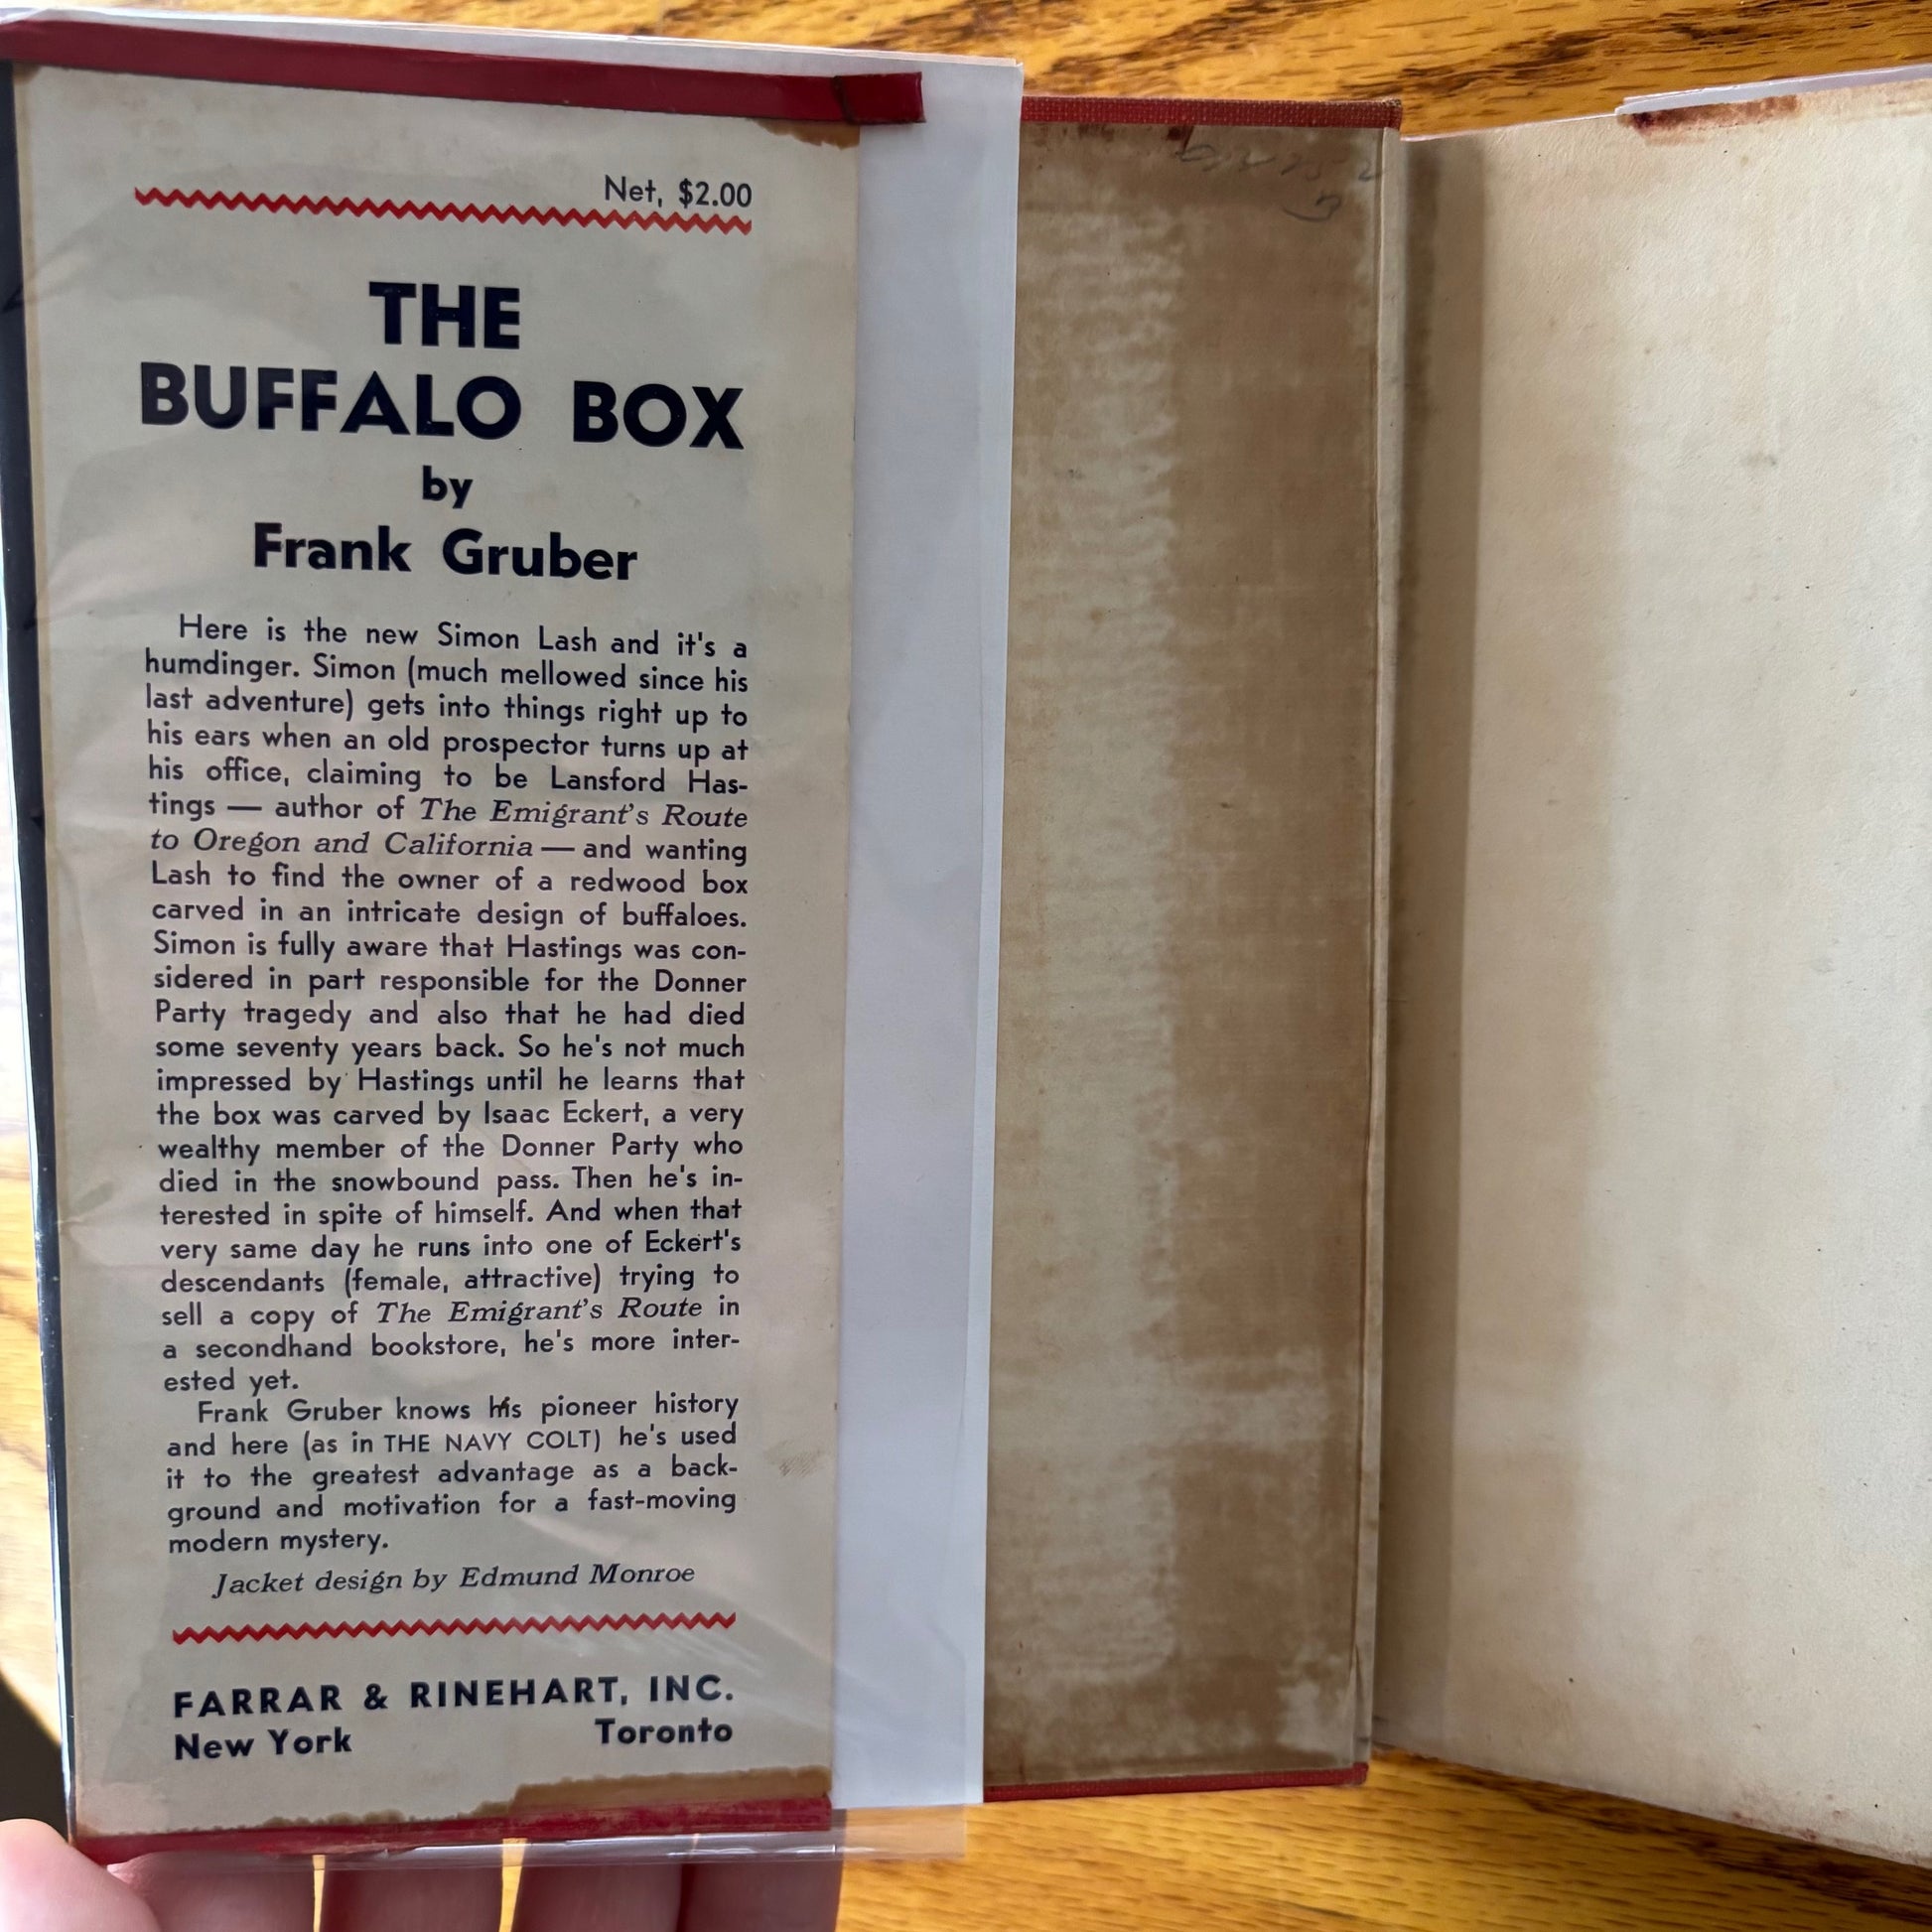 Net, $2.00
THE
BUFFALO BOX
by
Frank Gruber
Here is the new Simon Lash and it's a
humdinger. Simon (much mellowed since his
last adventure) gets into things right up to
his ears when an old prospector turns up at
his office, claiming to be Lansford Has-
tings — author of The Emigrant's Route
to Oregon and California — and wanting
Lash to find the owner of a redwood box
carved in an intricate design of buffaloes.
Simon is fully aware that Hastings was con-
sidered in part responsible for the Donner
Party tragedy and also that he had died
some seventy years back. So he's not much
impressed by Hastings until he learns that
the box was carved by Isaac Eckert, a very
wealthy member of the Donner Party who
died in the snowbound pass. Then he's in-
terested in spite of himself. And when that
very same day he runs into one of Eckert's
descendants (female, attractive) trying to
sell a copy of The Emigrant's Route in
a secondhand bookstore, he's more inter-
ested yet.
Frank Gruber knows his pioneer history
and here (as in THE NAVY COLT) he's used
it to the greatest advantage as a back-
ground and motivation for a fast-moving
modern mystery.
Jacket design by Edmund Monroe
FARRAR & RINEHART, INC.
New York Toronto